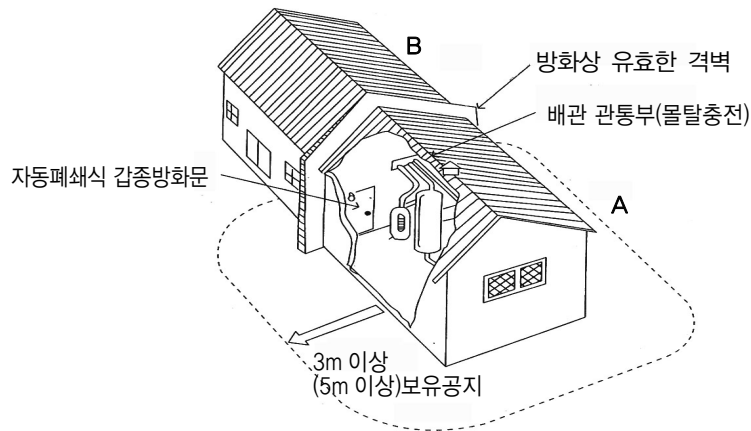 B
방화상 유효한 격벽
배관 관통부(몰탈충전)
자동폐쇄식 갑종방화문
A
3m 이상
(5m 이상)보유공지